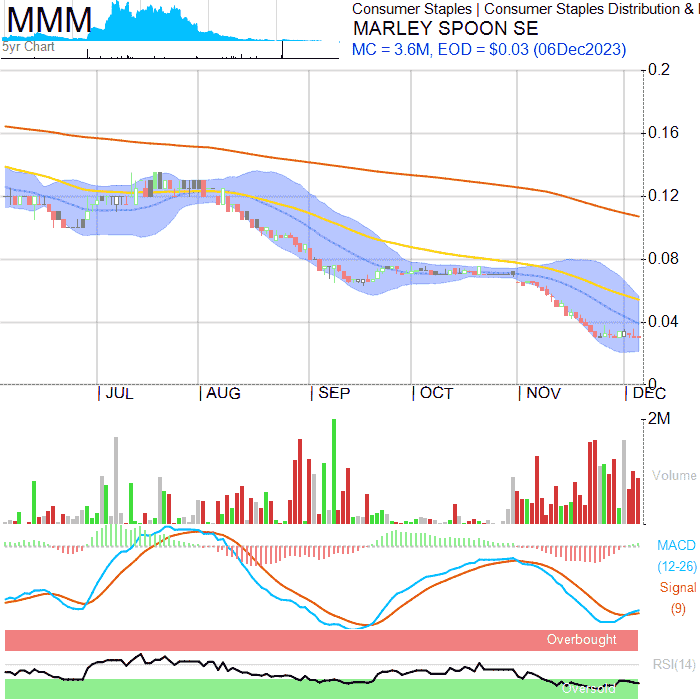 MMM
5yr Chart
Consumer Staples | Consumer Staples Distribution &
MARLEY SPOON SE
MC = 3.6M, EOD = $0.03 (06Dec2023)
0.2
0.16
0.12
0.08
0.04
0
JUL AUG SEP OCT NOV DEC
2M
Volume
MACD
(12-26)
Signal
(9)
Overbought
RSI(14)
Oversold